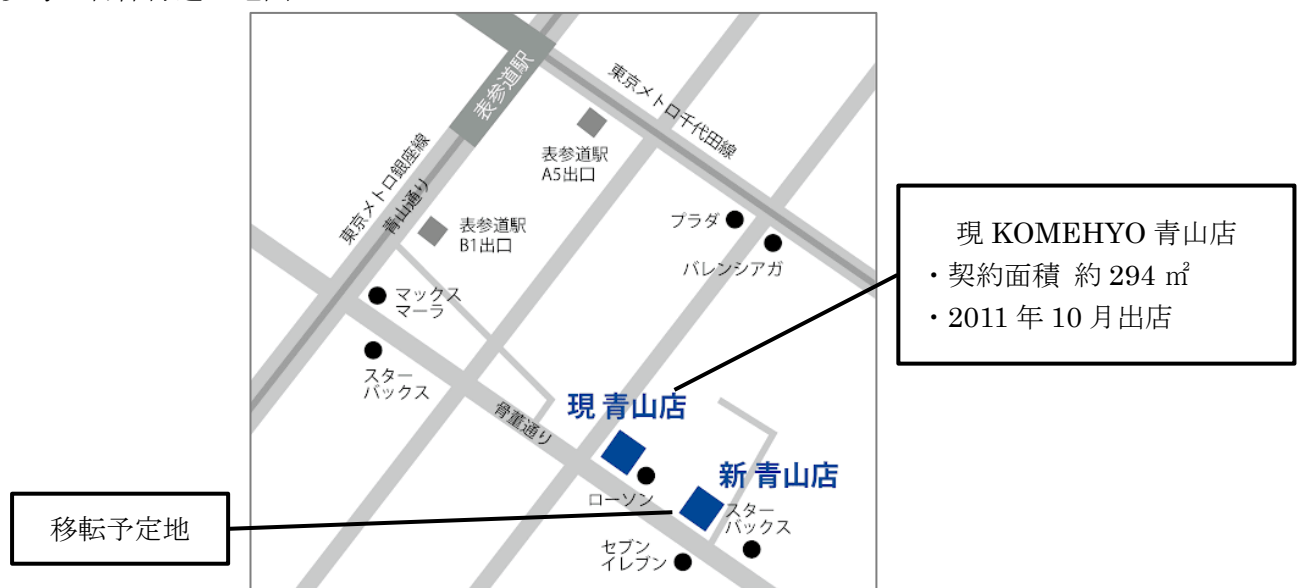 表参道駅
東京メトロ千代田線
表参道駅
A5出口
東京メトロ銀座線
青山通り
表参道駅
B1出口
プラダ
バレンシアガ
マックス
マーラ
スター
バックス
骨董通り
現 青山店
ローソン
新 青山店
スター
バックス
セブン
イレブン
現 KOMEHYO 青山店
・契約面積 約 294 ㎡
・2011 年 10 月出店
移転予定地